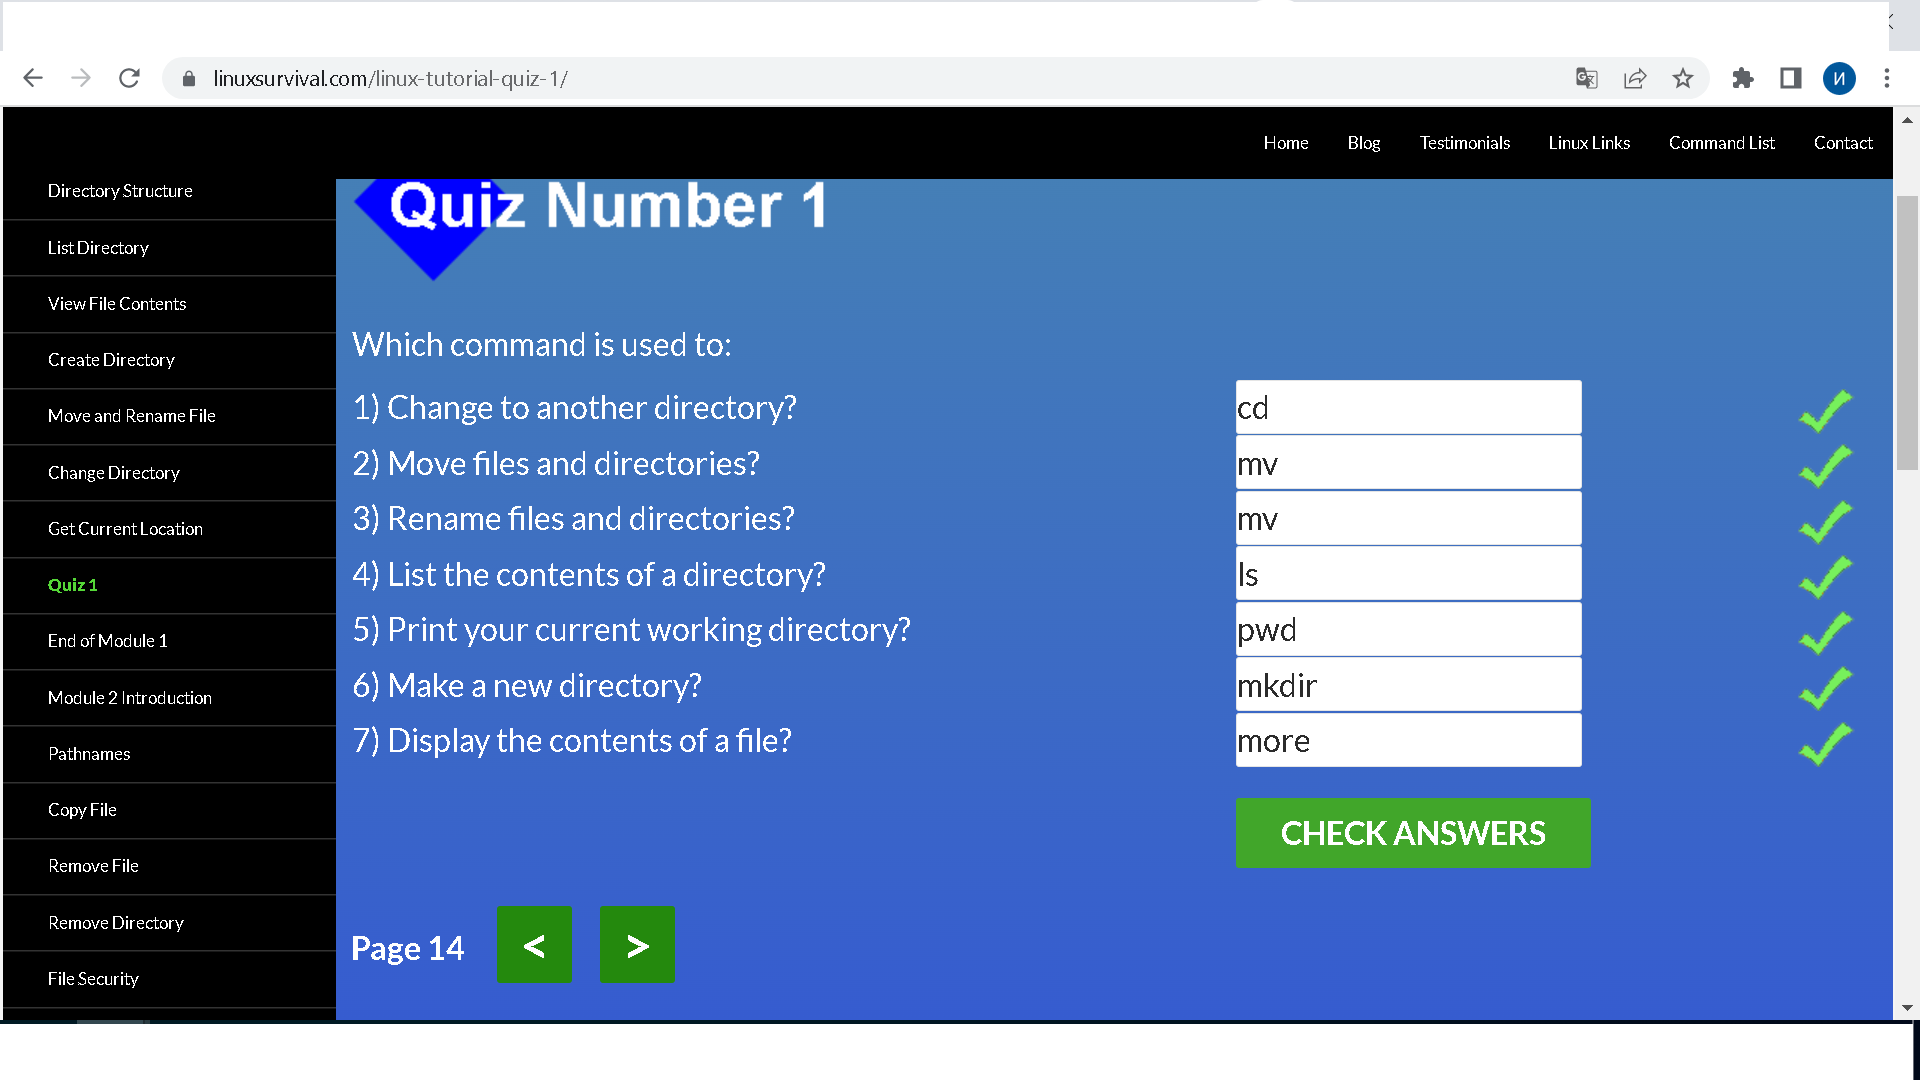 linuxsurvival.com/linux-tutorial-quiz-1/
И
Home Blog Testimonials Linux Links Command List Contact
Directory Structure
List Directory
View File Contents
Create Directory
Move and Rename File
Change Directory
Get Current Location
Quiz 1
End of Module 1
Module 2 Introduction
Pathnames
Copy File
Remove File
Remove Directory
File Security
Quiz Number 1
Which command is used to:
1) Change to another directory? cd
2) Move files and directories? mv
3) Rename files and directories? mv
4) List the contents of a directory? ls
5) Print your current working directory? pwd
6) Make a new directory? mkdir
7) Display the contents of a file? more
CHECK ANSWERS
Page 14 < >